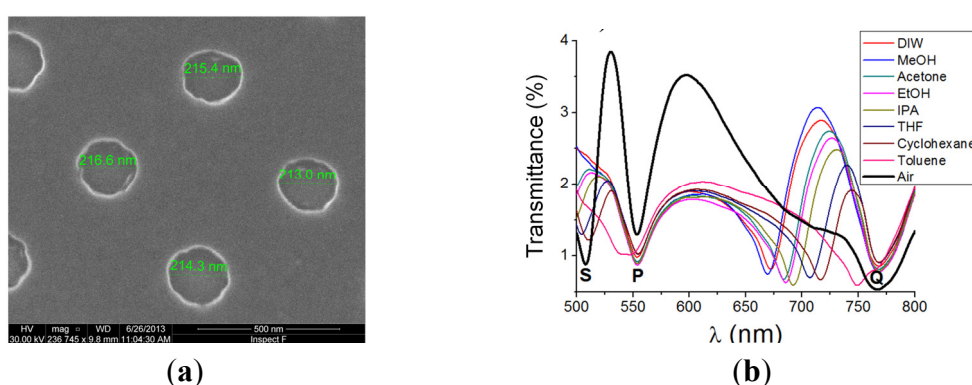 215.4 nm
216.6 nm
213.0 nm
214.3 nm
HV mag □ WD 6/26/2013
30.00 kV 236 745 x 9.8 mm 11:04:30 AM
500 nm
Inspect F
(a)
Transmittance (%)
4
3
2
1
DIW
MeOH
Acetone
EtOH
IPA
THF
Cyclohexane
Toluene
Air
S P Q
500 550 600 650 700 750 800
λ (nm)
(b)